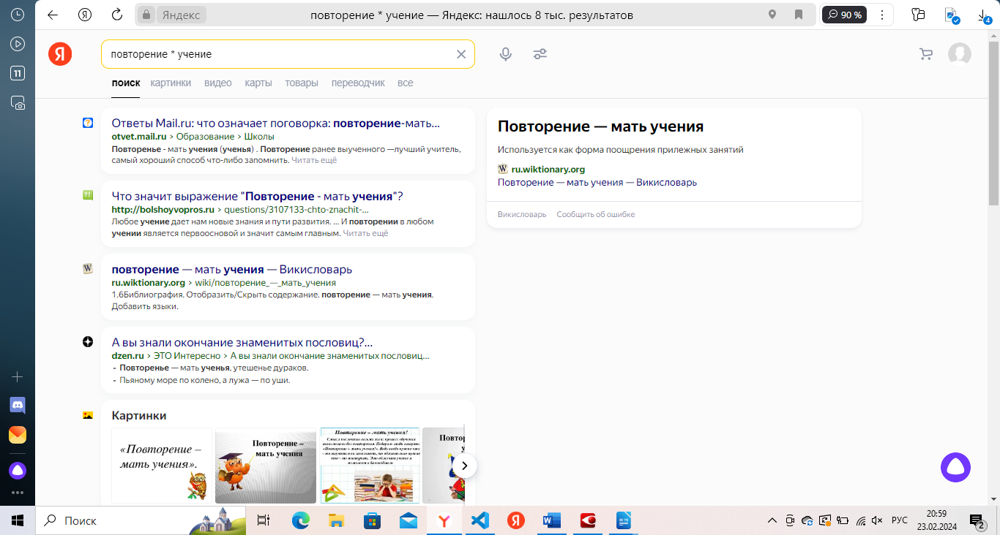 Яндекс
повторение * учение — Яндекс: нашлось 8 тыс. результатов
90 %
4
11
Я
повторение * учение
поиск картинки видео карты товары переводчик все
Ответы Mail.ru: что означает поговорка: повторение-мать...
otvet.mail.ru › Образование › Школы
Повторенье - мать учения (ученья) . Повторение ранее выученного —лучший учитель,
самый хороший способ что-либо запомнить. Читать ещё
Что значит выражение "Повторение - мать учения"?
http://bolshoyvopros.ru › questions/3107133-chto-znachit-...
Любое учение дает нам новые знания и пути развития. ... И повторении в любом
учении является первоосновой и значит самым главным. Читать ещё
W
повторение — мать учения — Викисловарь
ru.wiktionary.org › wiki/повторение_—_мать_учения
1.6Библиография. Отобразить/Скрыть содержание. повторение — мать учения.
Добавить языки.
А вы знали окончание знаменитых пословиц?...
dzen.ru › ЭТО Интересно › А вы знали окончание знаменитых пословиц...
- Повторенье — мать ученья, утешенье дураков.
- Пьяному море по колено, а лужа — по уши.
Картинки
«Повторение –
мать учения».
Повторение –
мать учения
Повторение – мать учения!
Повторение — мать учения
Используется как форма поощрения прилежных занятий
W ru.wiktionary.org
Повторение — мать учения — Викисловарь
Викисловарь Сообщить об ошибке
Поиск
РУС
20:59
23.02.2024
2